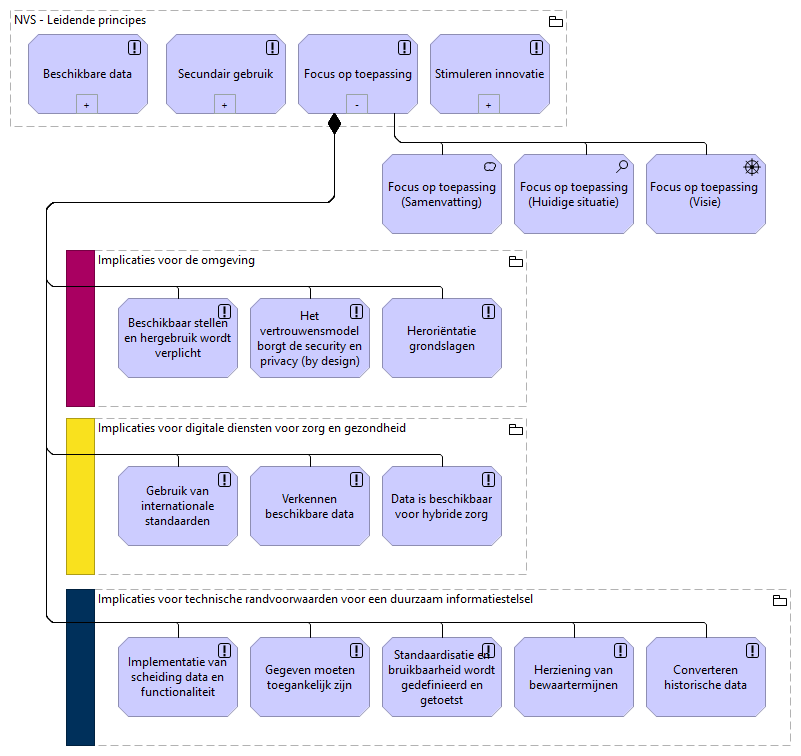 NVS - Leidende principes
Beschikbare data
+
Secundair gebruik
+
Focus op toepassing
-
Stimuleren innovatie
+
Focus op toepassing
(Samenvatting)
Focus op toepassing
(Huidige situatie)
Focus op toepassing
(Visie)
Implicaties voor de omgeving
Beschikbaar stellen
en hergebruik wordt
verplicht
Het
vertrouwensmodel
borgt de security en
privacy (by design)
Heroriëntatie
grondslagen
Implicaties voor digitale diensten voor zorg en gezondheid
Gebruik van
internationale
standaarden
Verkennen
beschikbare data
Data is beschikbaar
voor hybride zorg
Implicaties voor technische randvoorwaarden voor een duurzaam informatiestelsel
Implementatie van
scheiding data en
functionaliteit
Gegeven moeten
toegankelijk zijn
Standaardisatie en
bruikbaarheid wordt
gedefinieerd en
getoetst
Herziening van
bewaartermijnen
Converteren
historische data